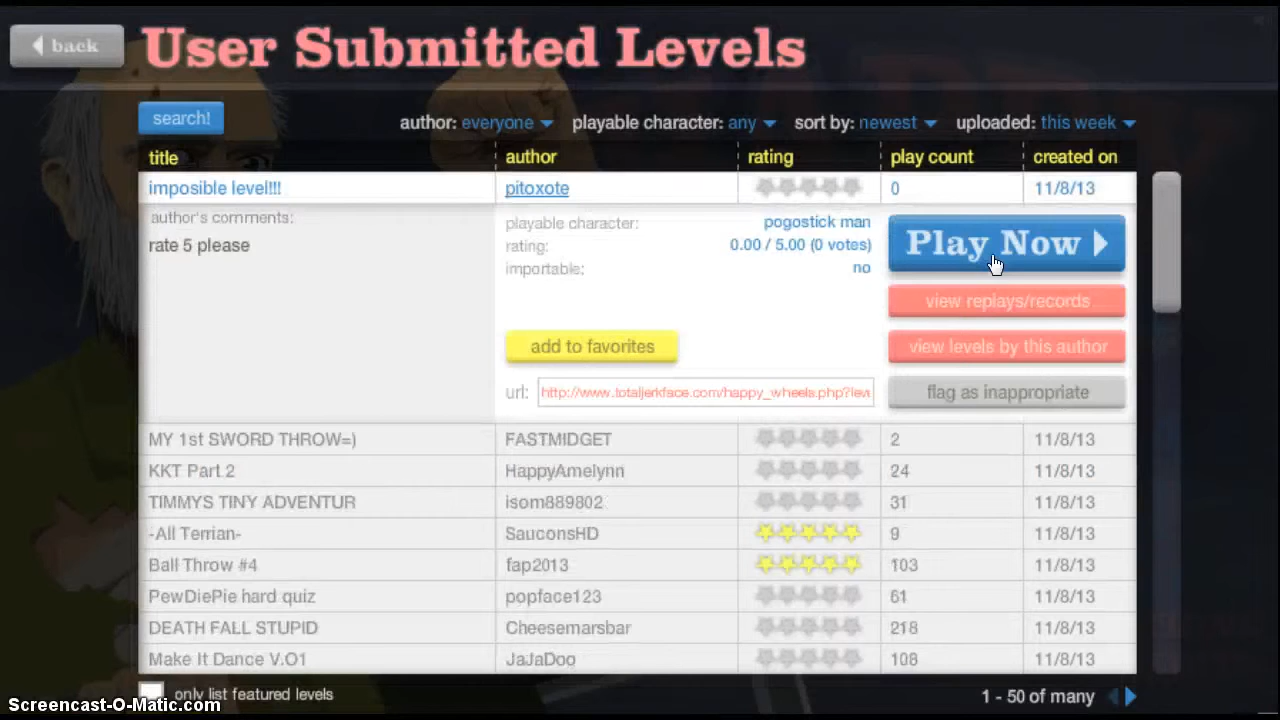 back
User Submitted Levels
search!
author: everyone playable character: any sort by: newest uploaded: this week
title author rating play count created on
imposible level!!! pitoxote 0 11/8/13
author's comments:
rate 5 please
playable character: pogostick man
rating: 0.00 / 5.00 (0 votes)
importable: no
Play Now
view replays/records
add to favorites
view levels by this author
url: http://www.totaljerkface.com/happy_wheels.php?lev
flag as inappropriate
MY 1st SWORD THROW=) FASTMIDGET 2 11/8/13
KKT Part 2 HappyAmelynn 24 11/8/13
TIMMYS TINY ADVENTUR isom889802 31 11/8/13
-All Terrian- SauconsHD 9 11/8/13
Ball Throw #4 fap2013 103 11/8/13
PewDiePie hard quiz popface123 61 11/8/13
DEATH FALL STUPID Cheesemarsbar 218 11/8/13
Make It Dance V.O1 JaJaDoo 108 11/8/13
only list featured levels 1 - 50 of many
Screencast-O-Matic.com